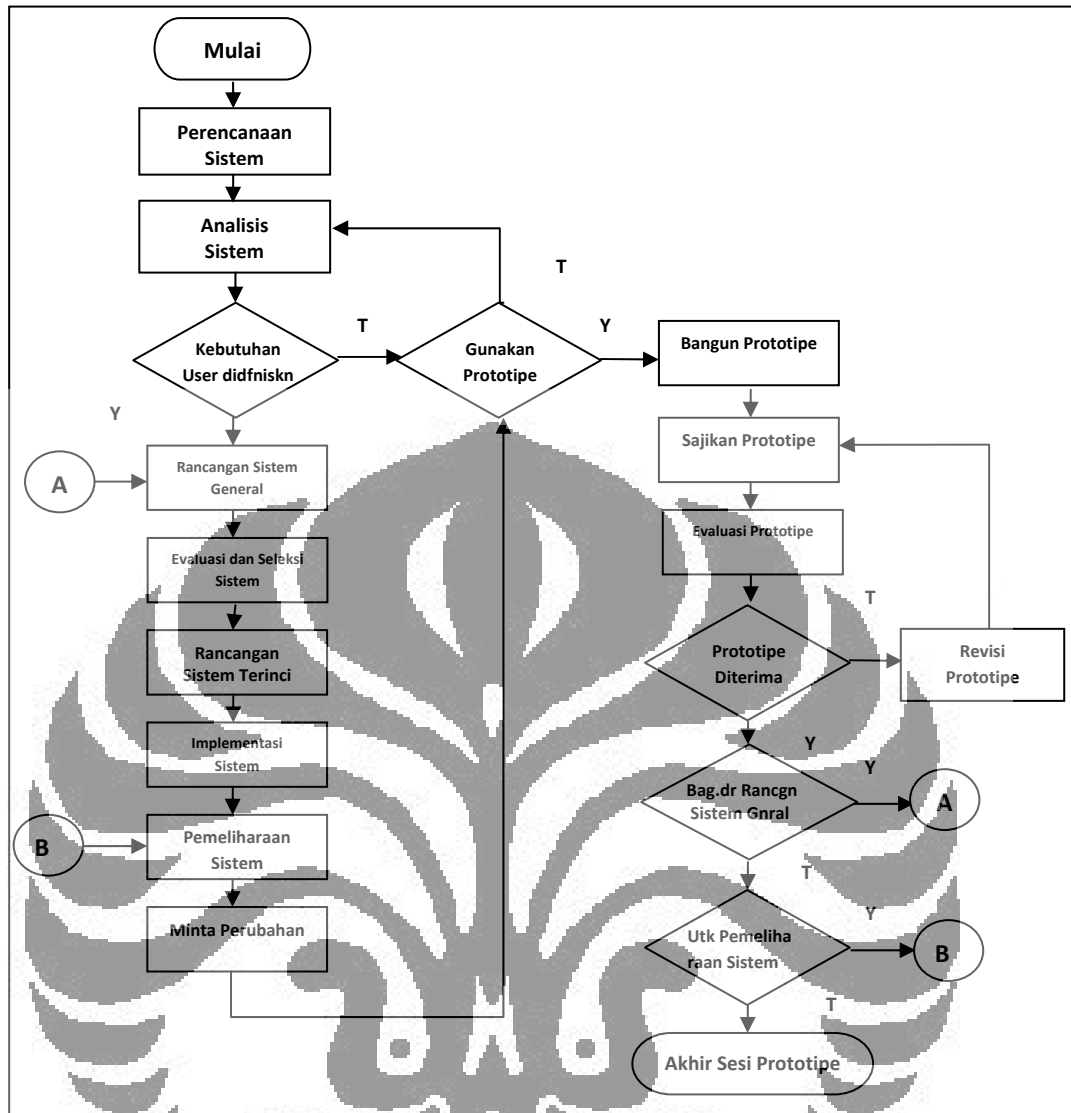 Mulai
Perencanaan
Sistem
Analisis
Sistem
T
Kebutuhan
User didfniskn
T
Gunakan
Prototipe
Y
Bangun Prototipe
Y
Sajikan Prototipe
A
Rancangan Sistem
General
Evaluasi Prototipe
Evaluasi dan Seleksi
Sistem
T
Rancangan
Sistem Terinci
Prototipe
Diterima
Revisi
Prototipe
Implementasi
Sistem
Y
Y
Bag.dr Rancgn
Sistem Gnral
A
B
Pemeliharaan
Sistem
T
Minta Perubahan
Y
Utk Pemeliha
raan Sistem
B
T
Akhir Sesi Prototipe